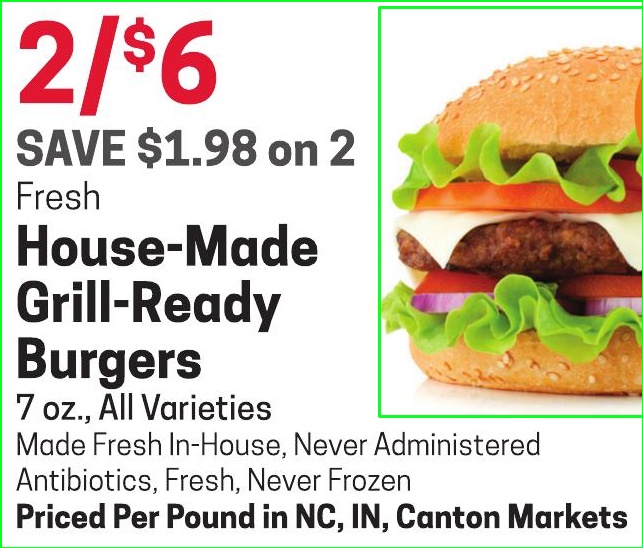 2/$6
SAVE $1.98 on 2
Fresh
House-Made
Grill-Ready
Burgers
7 oz., All Varieties
Made Fresh In-House, Never Administered
Antibiotics, Fresh, Never Frozen
Priced Per Pound in NC, IN, Canton Markets